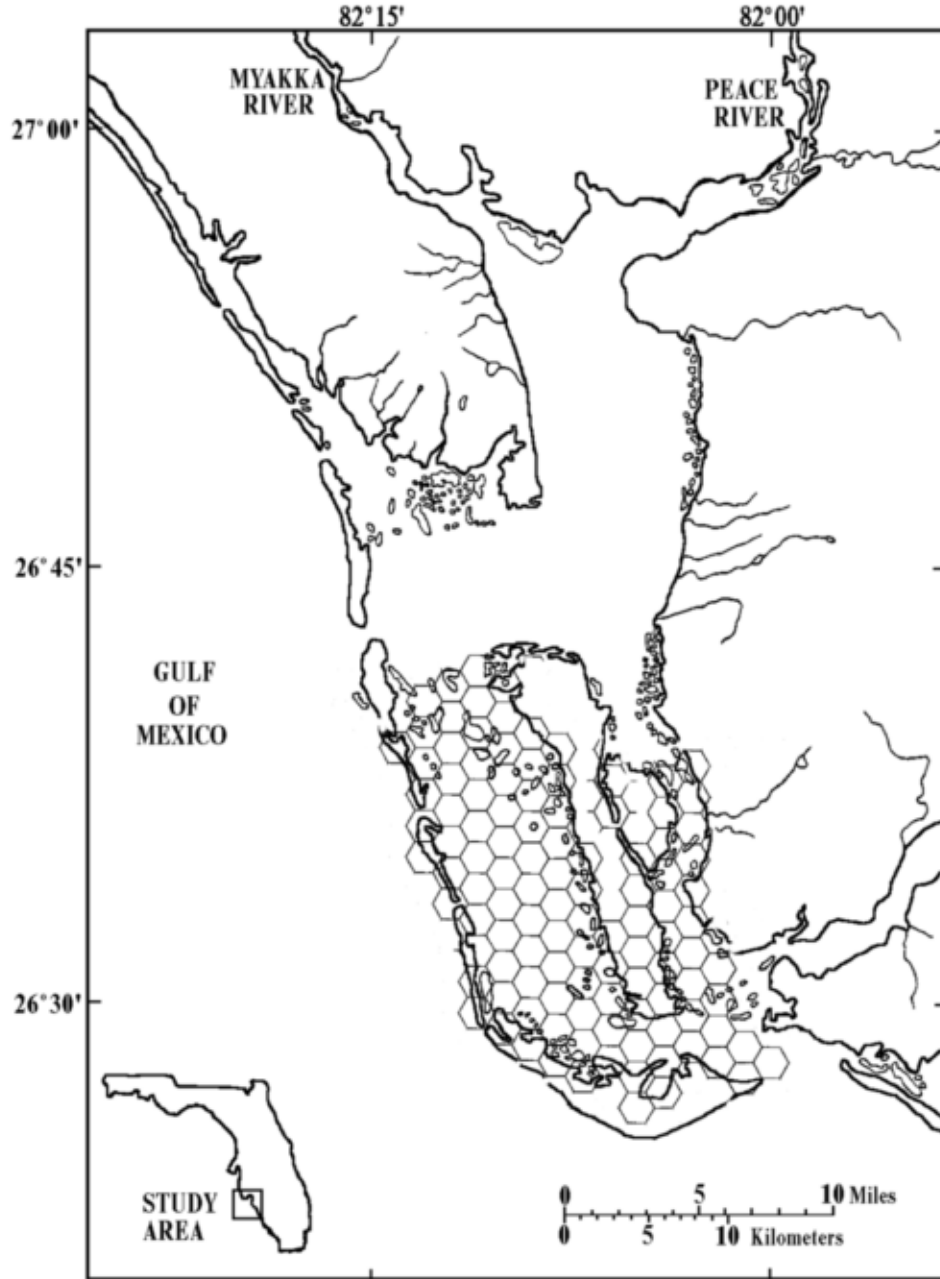 82°15'
82°00'
MYAKKA
RIVER
PEACE
RIVER
27°00'
26°45'
GULF
OF
MEXICO
26°30'
STUDY
AREA
0 5 10 Miles
0 5 10 Kilometers